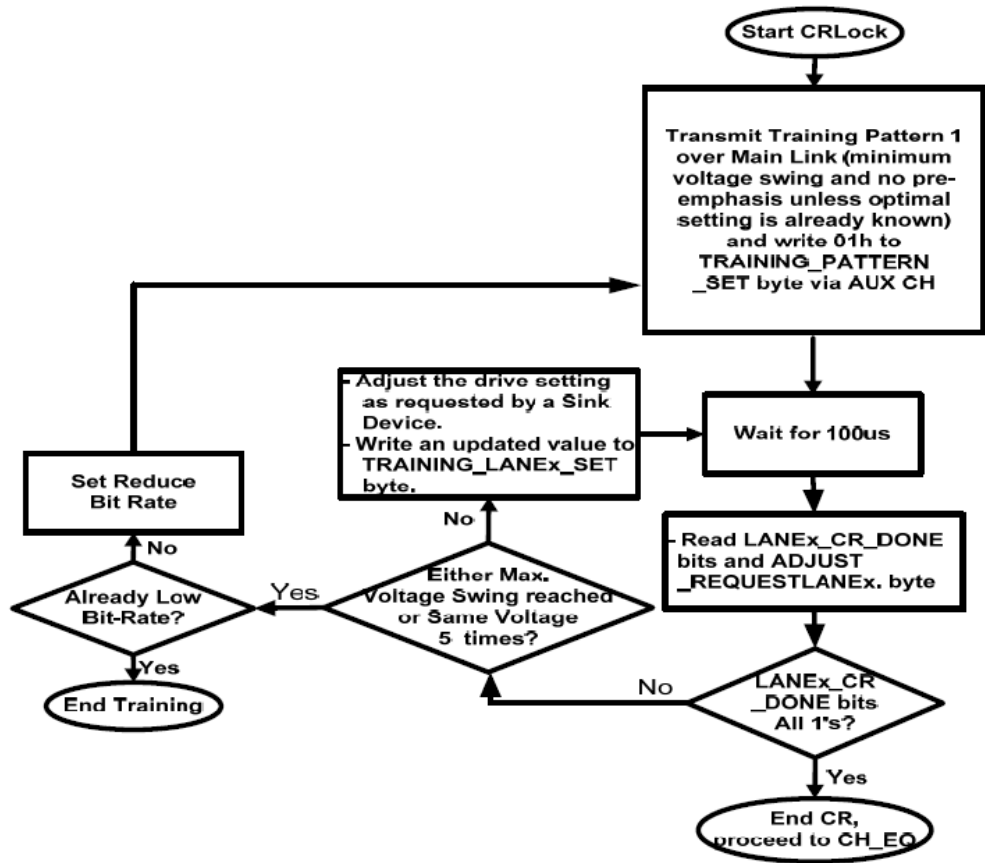 Start CRLock
Transmit Training Pattern 1
over Main Link (minimum
voltage swing and no pre-
emphasis unless optimal
setting is already known)
and write 01h to
TRAINING_PATTERN
_SET byte via AUX CH
- Adjust the drive setting
as requested by a Sink
Device.
- Write an updated value to
TRAINING_LANEx_SET
byte.
Wait for 100us
Set Reduce
Bit Rate
- Read LANEx_CR_DONE
bits and ADJUST
_REQUESTLANEx. byte
No
No
Already Low
Bit-Rate?
Yes
Either Max.
Voltage Swing reached
or Same Voltage
5 times?
Yes
End Training
No
LANEx_CR
_DONE bits
All 1's?
Yes
End CR,
proceed to CH_EQ